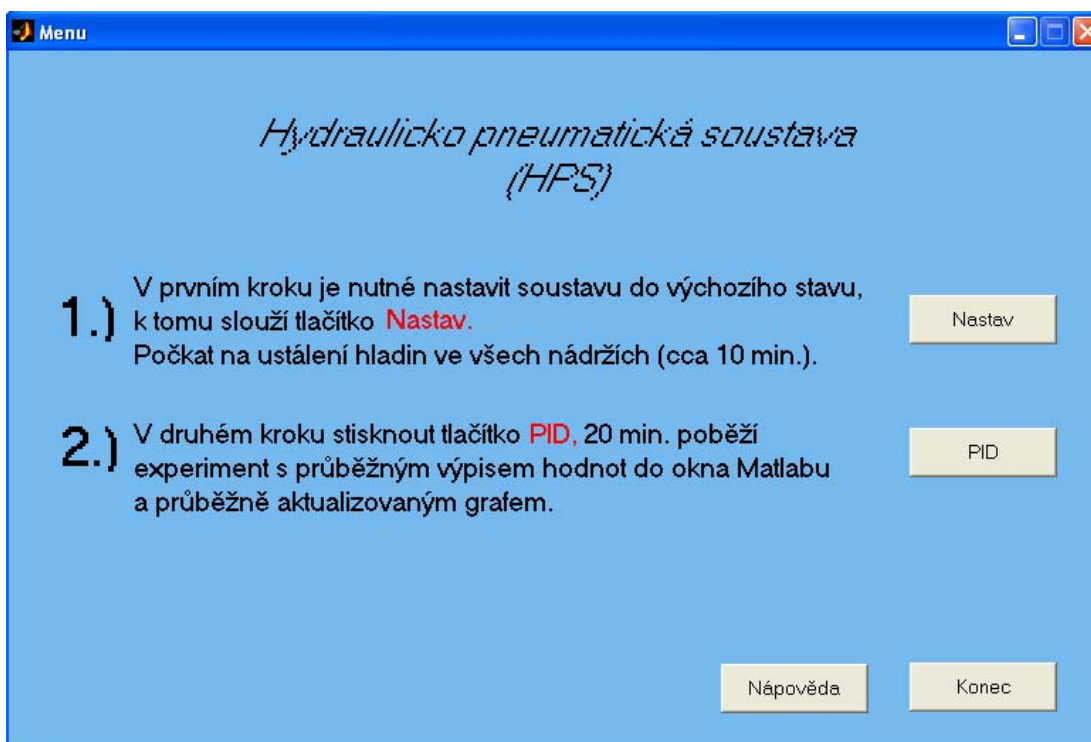 Menu
Hydraulicko pneumatická soustava
(HPS)
1.) V prvním kroku je nutné nastavit soustavu do výchozího stavu,
k tomu slouží tlačítko Nastav.
Počkat na ustálení hladin ve všech nádržích (cca 10 min.).
Nastav
2.) V druhém kroku stisknout tlačítko PID, 20 min. poběží
experiment s průběžným výpisem hodnot do okna Matlabu
a průběžně aktualizovaným grafem.
PID
Nápověda
Konec